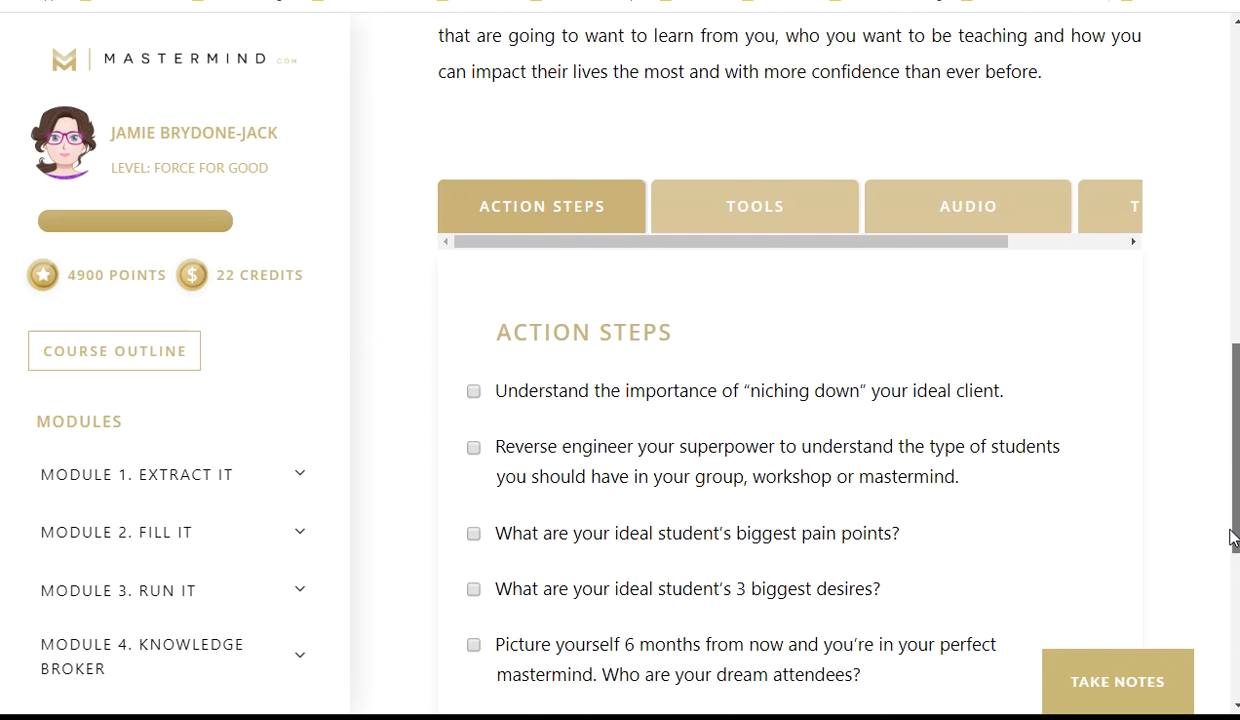 MASTERMIND .COM
JAMIE BRYDONE-JACK
LEVEL: FORCE FOR GOOD
4900 POINTS
22 CREDITS
COURSE OUTLINE
MODULES
MODULE 1. EXTRACT IT
MODULE 2. FILL IT
MODULE 3. RUN IT
MODULE 4. KNOWLEDGE
BROKER
that are going to want to learn from you, who you want to be teaching and how you
can impact their lives the most and with more confidence than ever before.
ACTION STEPS
TOOLS
AUDIO
T
ACTION STEPS
Understand the importance of “niching down” your ideal client.
Reverse engineer your superpower to understand the type of students
you should have in your group, workshop or mastermind.
What are your ideal student’s biggest pain points?
What are your ideal student’s 3 biggest desires?
Picture yourself 6 months from now and you’re in your perfect
mastermind. Who are your dream attendees?
TAKE NOTES